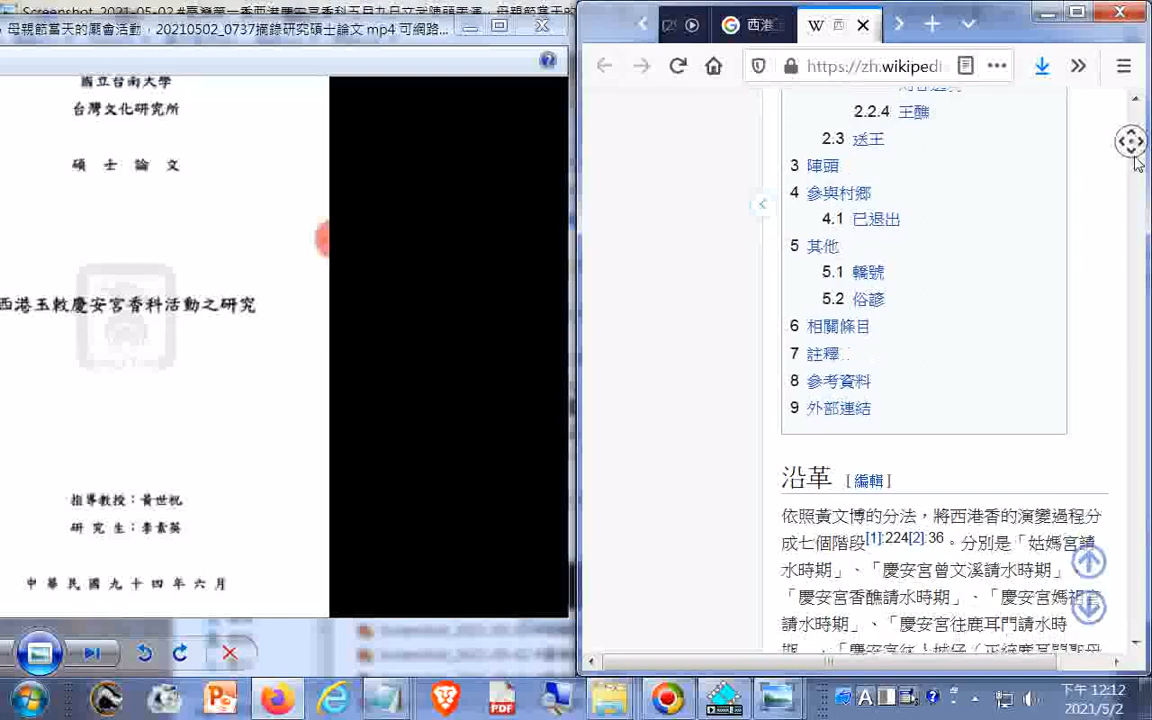 母親節當天的廟會活動，20210502_0737摘錄研究碩士論文 mp4 可網路...
國立台南大學
台灣文化研究所
碩 士 論 文
西港玉敕慶安宮香科活動之研究
研 究 生：李素英
中 華 民 國 九 十 四 年 六 月
西港
W 西
https://zh.wikipedi
2.2.4 王醮
2.3 送王
3 陣頭
4 參與村鄉
4.1 已退出
5 其他
5.1 轎號
5.2 俗諺
6 相關條目
7 註釋
8 參考資料
9 外部連結
沿革 [編輯]
依照黃文博的分法，將西港香的演變過程分
成七個階段[1]:224[2]:36。分別是「姑媽宮請
水時期」、「慶安宮曾文溪請水時期」、
「慶安宮香醮請水時期」、「慶安宮媽祖宮
請水時期」、「慶安宮往鹿耳門請水時
PDF
下午 12:12
2021/5/2